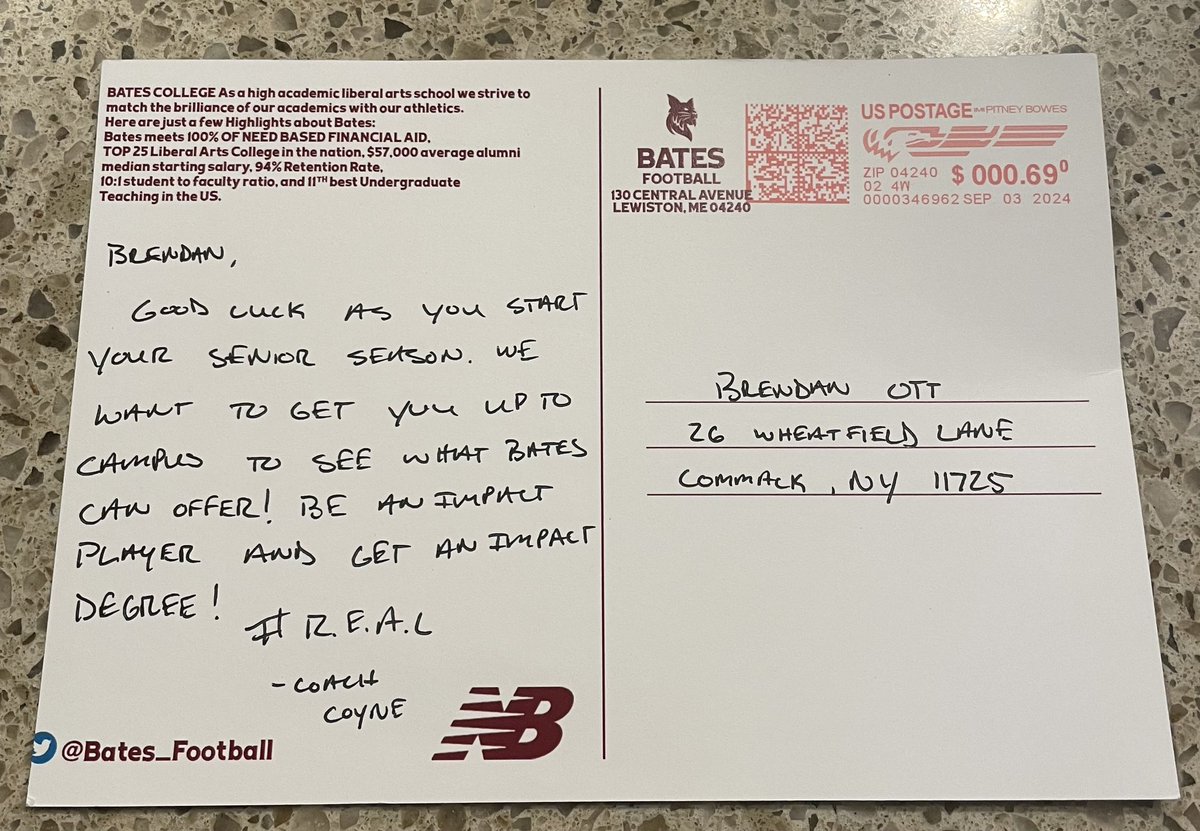 BATES COLLEGE As a high academic liberal arts school we strive to
match the brilliance of our academics with our athletics.
Here are just a few Highlights about Bates:
Bates meets 100% OF NEED BASED FINANCIAL AID,
TOP 25 Liberal Arts College in the nation, $57,000 average alumni
median starting salary, 94% Retention Rate,
10:1 student to faculty ratio, and 11TH best Undergraduate
Teaching in the US.
BRENDAN,
GOOD LUCK AS YOU START
YOUR SENIOR SEASON. WE
WANT TO GET YOU UP TO
CAMPUS TO SEE WHAT BATES
CAN OFFER! BE AN IMPACT
PLAYER AND GET AN IMPACT
DEGREE!
# R.E.A.L
- COACH
COYNE
@Bates_Football
NB
BATES
FOOTBALL
130 CENTRAL AVENUE
LEWISTON, ME 04240
US POSTAGE IMI PITNEY BOWES
ZIP 04240 $ 000.69⁰
02 4W
0000346962 SEP 03 2024
BRENDAN OTT
26 WHEATFIELD LANE
COMMACK, NY 11725